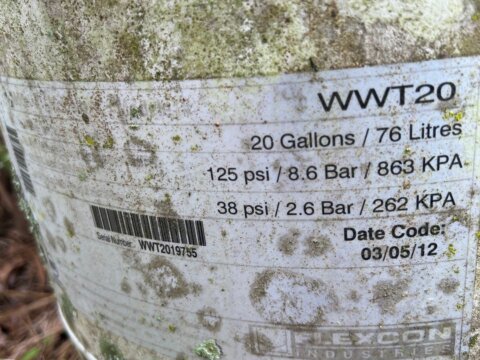 WWT20
20 Gallons / 76 Litres
125 psi / 8.6 Bar / 863 KPA
38 psi / 2.6 Bar / 262 KPA
Serial Number: WWT2019755
Date Code:
03/05/12
FLEXCON
INDUSTRIES